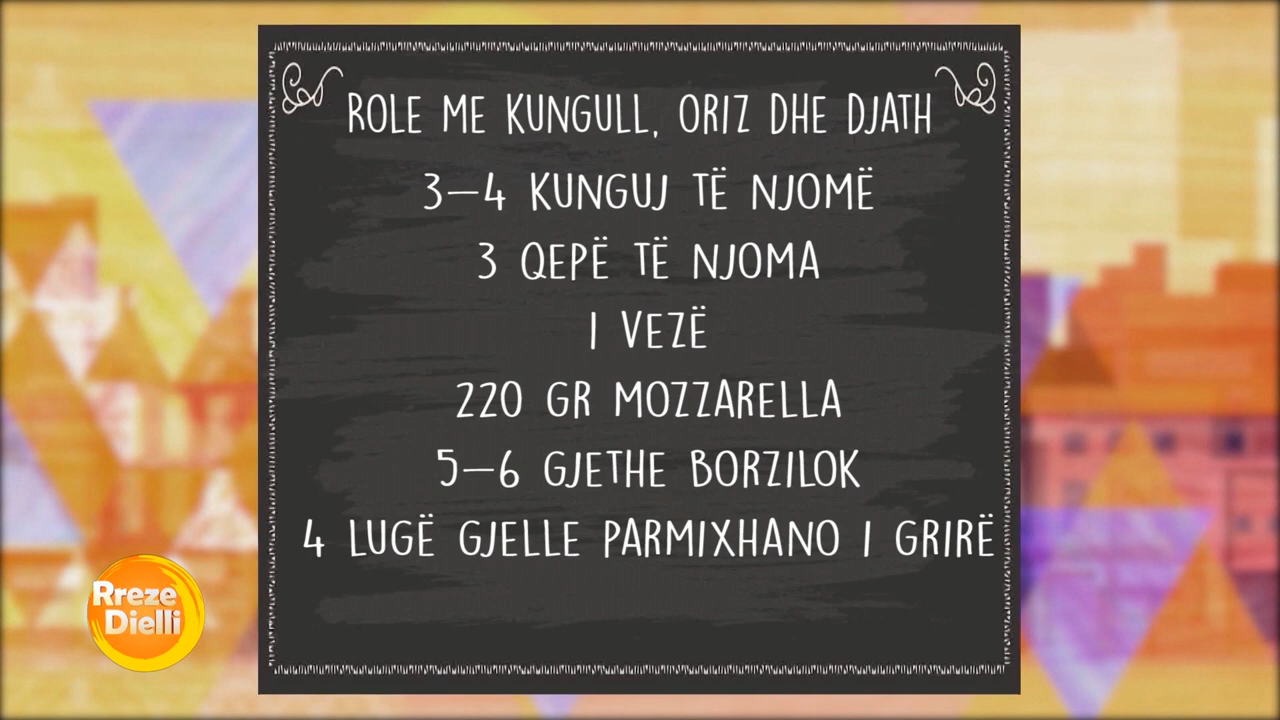 ROLE ME KUNGULL, ORIZ DHE DJATH
3–4 KUNGUJ TË NJOMË
3 QEPË TË NJOMA
1 VEZË
220 GR MOZZARELLA
5–6 GJETHE BORZILOK
4 LUGË GJELLE PARMIXHANO I GRIRË
Rreze
Dielli